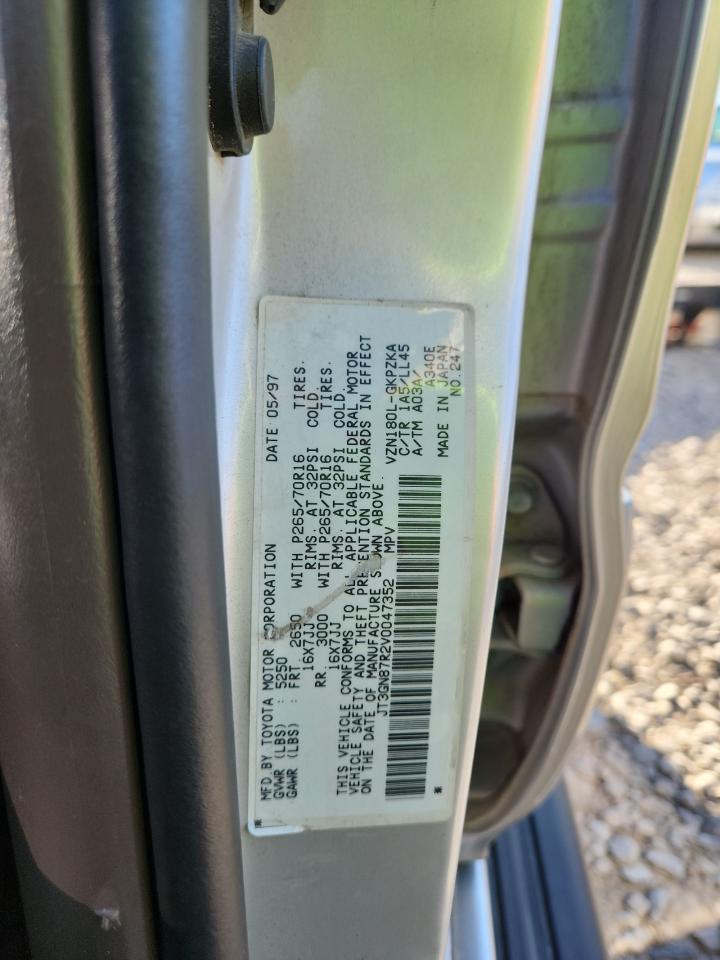 MFD. BY TOYOTA MOTOR CORPORATION DATE 05/97
GVWR (LBS) : 5250
GAWR (LBS) : FRT 2650 WITH P265/70R16 TIRES.
16X7JJ RIMS. AT 32PSI COLD.
RR 3000 WITH P265/70R16 TIRES.
16X7JJ RIMS. AT 32PSI COLD.
THIS VEHICLE CONFORMS TO ALL APPLICABLE FEDERAL MOTOR
VEHICLE SAFETY AND THEFT PREVENTION STANDARDS IN EFFECT
ON THE DATE OF MANUFACTURE SHOWN ABOVE.
JT3GN87R2V0047352 MPV VZN180L-GKPZKA
C/TR 1A5/LL45
A/TM A03A/
A340E
MADE IN JAPAN
NO.247